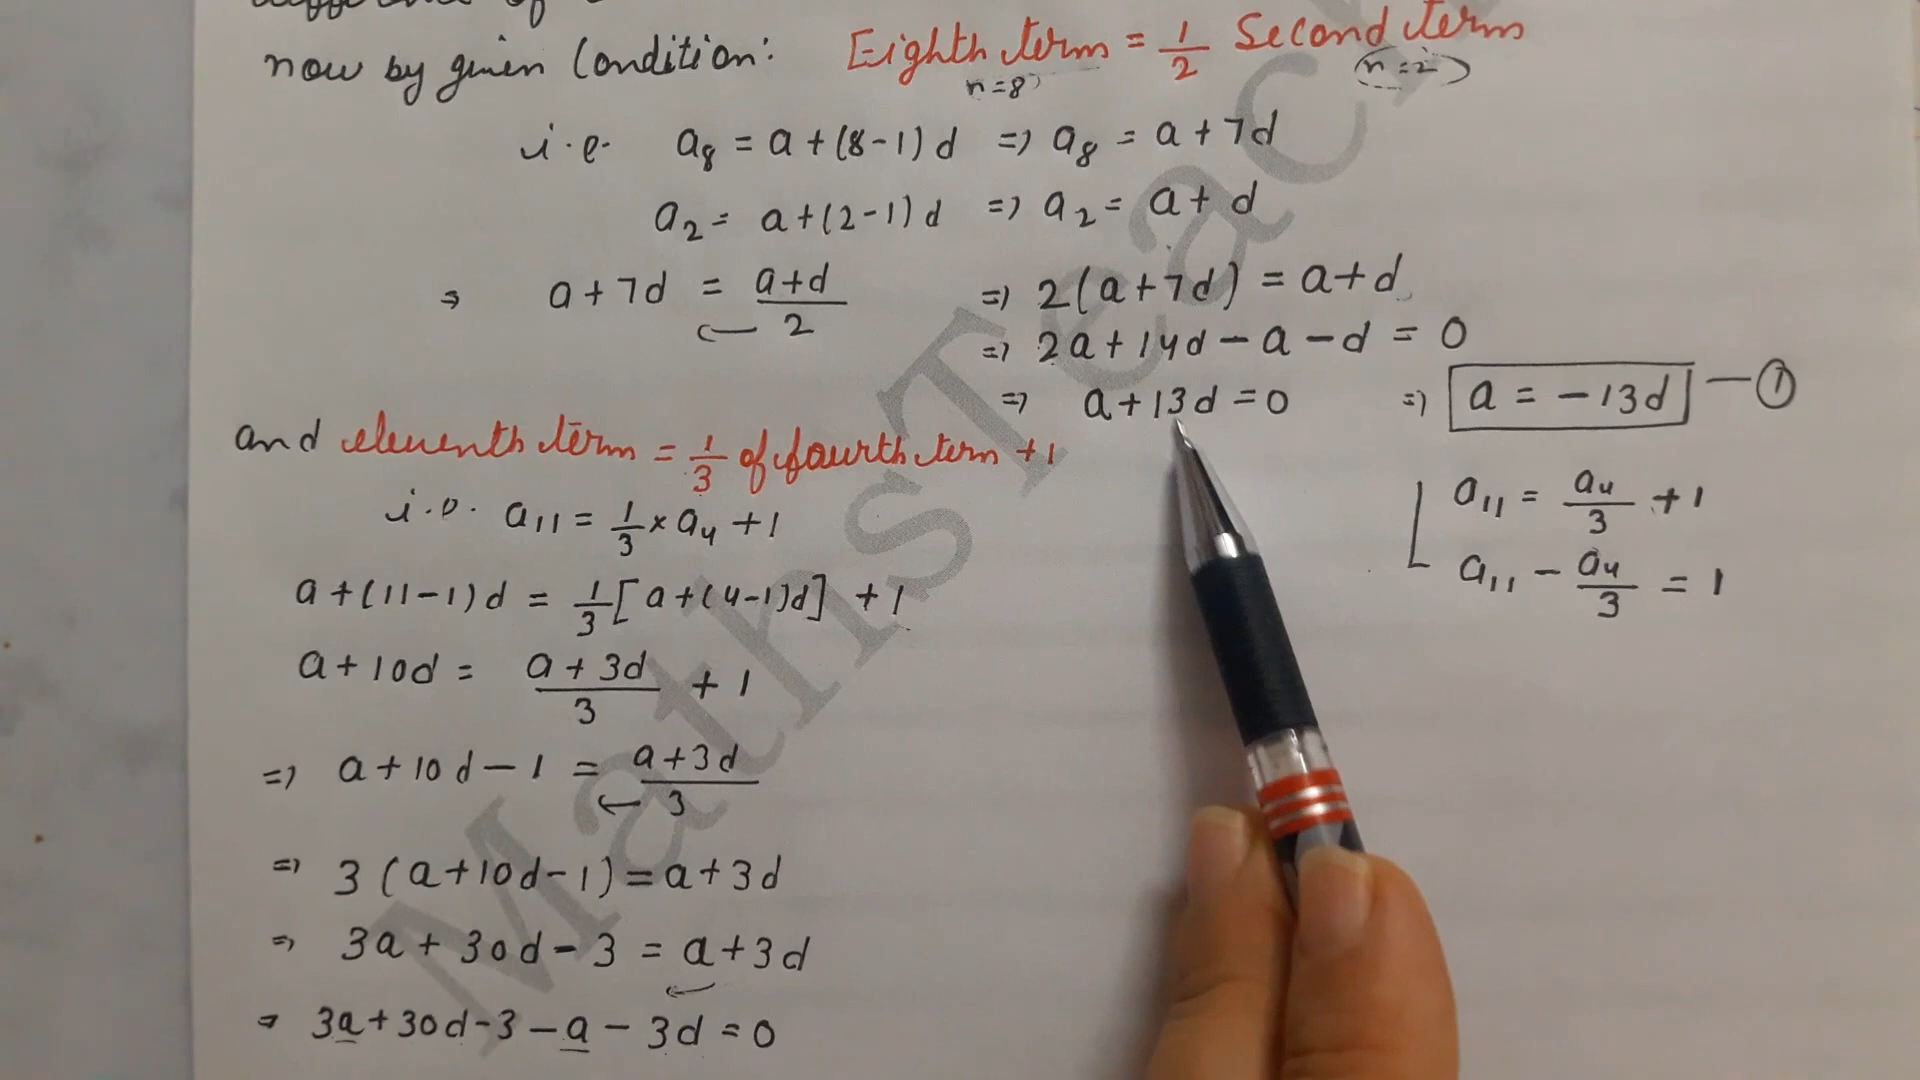 now by given Condition: Eighth term = 1/2 Second term
n=8 (n=2)
i.e. a₈ = a+(8-1)d => a₈ = a+7d
a₂ = a+(2-1)d => a₂ = a+d
=> a+7d = (a+d)/2 => 2(a+7d) = a+d
=> 2a+14d-a-d = 0
=> a+13d=0 => a = -13d — ①
and eleventh term = 1/3 of fourth term +1
i.e. a₁₁ = 1/3 × a₄ +1
a₁₁ = a₄/3 + 1
a₁₁ - a₄/3 = 1
a+(11-1)d = 1/3[a+(4-1)d] +1
a+10d = (a+3d)/3 + 1
=> a+10d-1 = (a+3d)/3
=> 3(a+10d-1)=a+3d
=> 3a+30d-3 = a+3d
=> 3a+30d-3-a-3d=0
MathsTeac